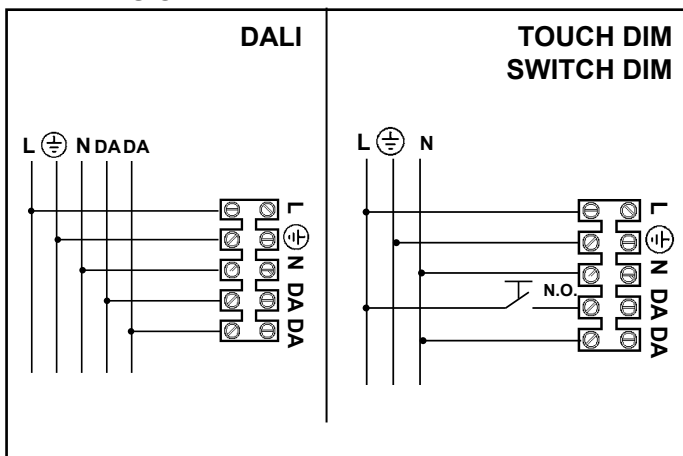 DALI
L N DA DA
L
N
DA
DA
TOUCH DIM
SWITCH DIM
L N
N.O.
L
N
DA
DA